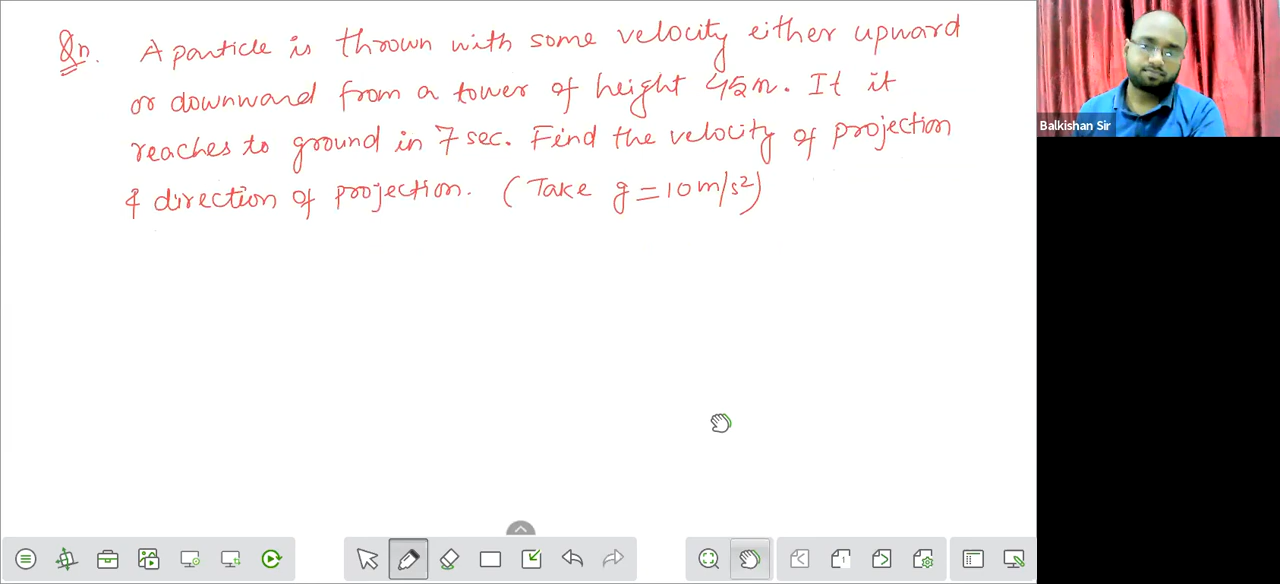 Qn. A particle is thrown with some velocity either upward
or downward from a tower of height 45m. If it
reaches to ground in 7 sec. Find the velocity of projection
& direction of projection. (Take g = 10 m/s²)
Balkishan Sir
1